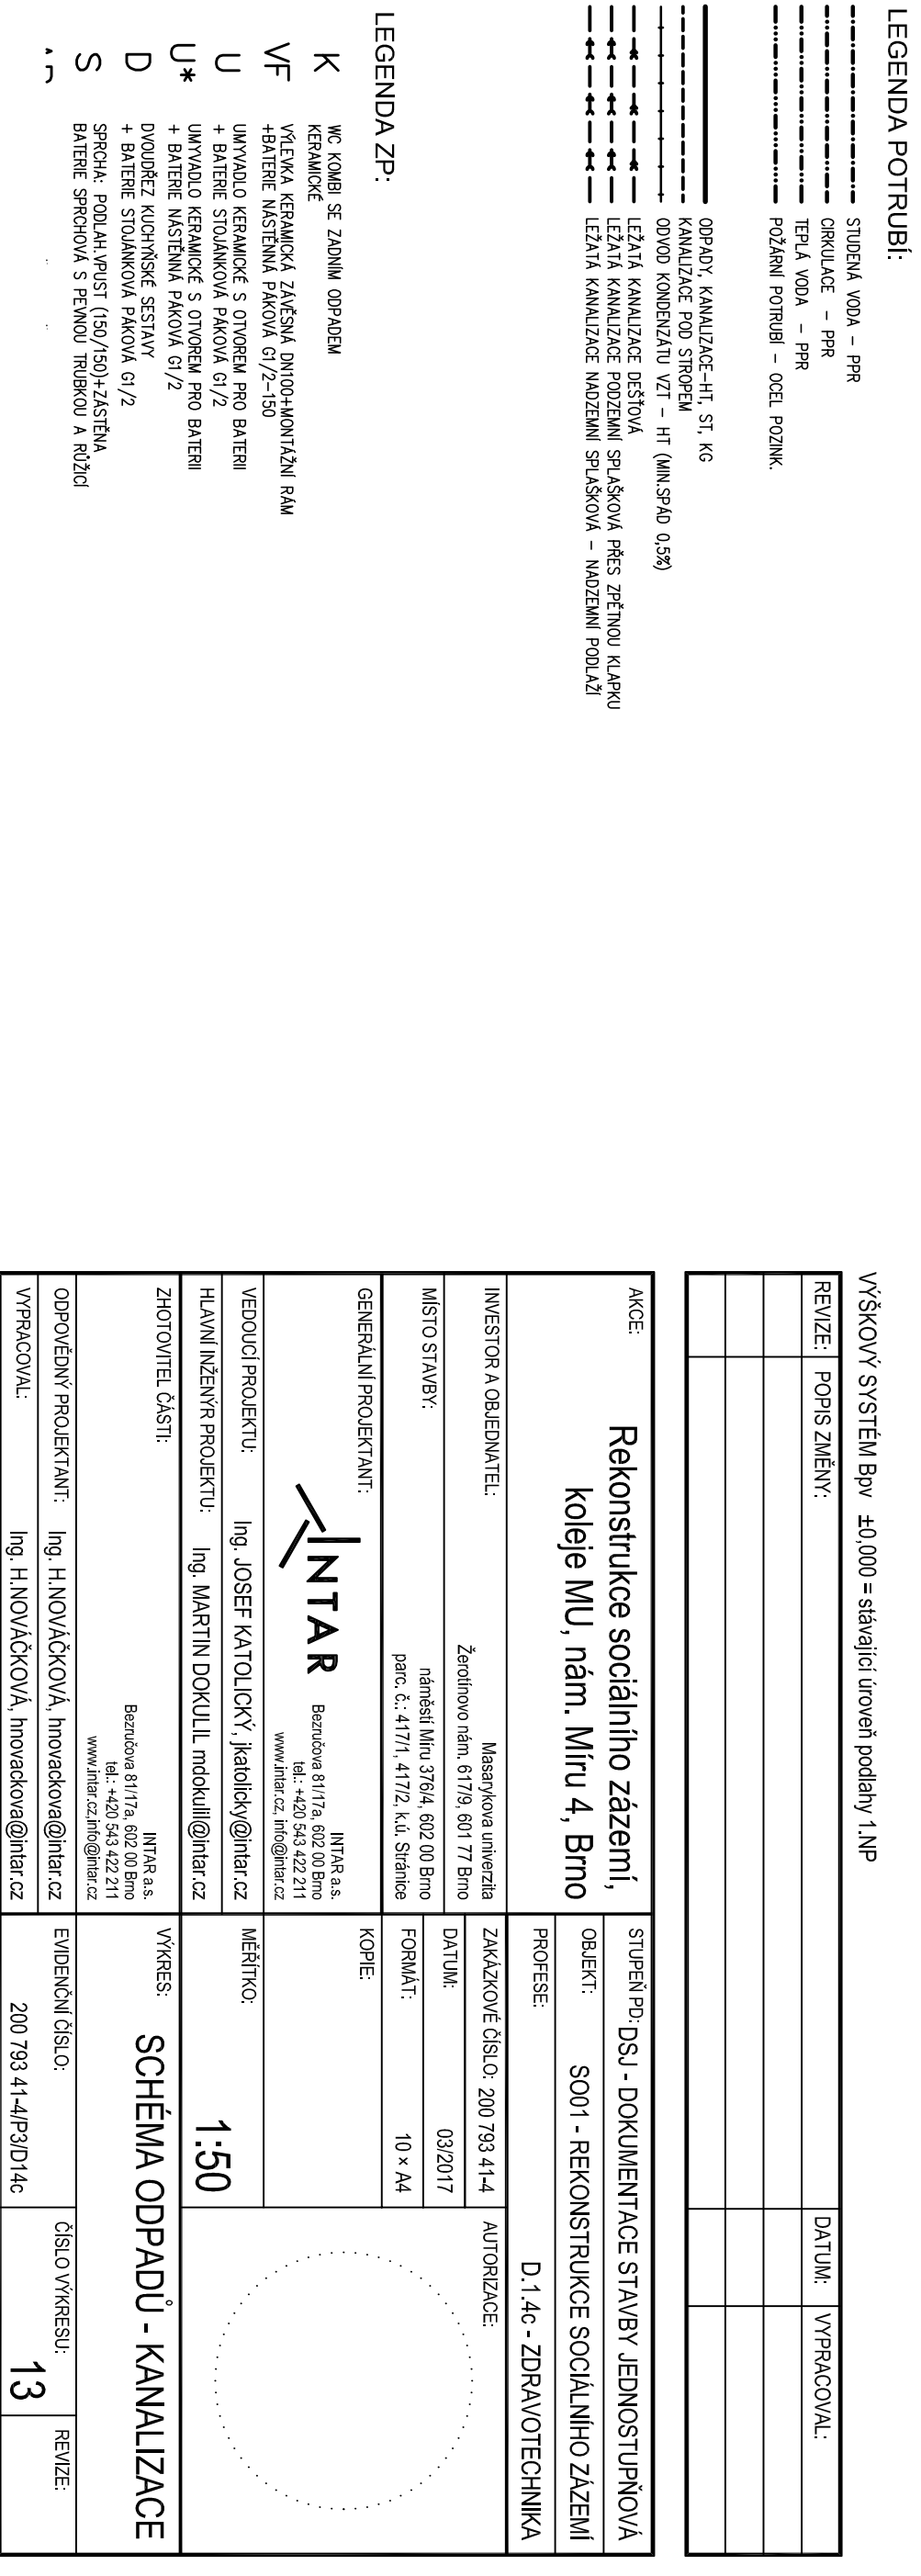 LEGENDA POTRUBÍ:
STUDENÁ VODA – PPR
CIRKULACE – PPR
TEPLÁ VODA – PPR
POŽÁRNÍ POTRUBÍ – OCEL POZINK.
ODPADY, KANALIZACE–HT, ST, KG
KANALIZACE POD STROPEM
ODVOD KONDENZÁTU VZT – HT (MIN.SPÁD 0,5%)
LEŽATÁ KANALIZACE DEŠŤOVÁ
LEŽATÁ KANALIZACE PODZEMNÍ SPLAŠKOVÁ PŘES ZPĚTNOU KLAPKU
LEŽATÁ KANALIZACE NADZEMNÍ SPLAŠKOVÁ – NADZEMNÍ PODLAŽÍ
LEGENDA ZP:
K WC KOMBI SE ZADNÍM ODPADEM
KERAMICKÉ
VF VÝLEVKA KERAMICKÁ ZÁVĚSNÁ DN100+MONTÁŽNÍ RÁM
+BATERIE NÁSTĚNNÁ PÁKOVÁ G1/2–150
U UMYVADLO KERAMICKÉ S OTVOREM PRO BATERII
+ BATERIE STOJÁNKOVÁ PÁKOVÁ G1/2
U* UMYVADLO KERAMICKÉ S OTVOREM PRO BATERII
+ BATERIE NÁSTĚNNÁ PÁKOVÁ G1/2
D DVOUDŘEZ KUCHYŇSKÉ SESTAVY
+ BATERIE STOJÁNKOVÁ PÁKOVÁ G1/2
S SPRCHA: PODLAH.VPUST (150/150)+ZÁSTĚNA
BATERIE SPRCHOVÁ S PEVNOU TRUBKOU A RŮŽICÍ
VÝŠKOVÝ SYSTÉM Bpv ±0,000 = stávající úroveň podlahy 1.NP
REVIZE: POPIS ZMĚNY: DATUM: VYPRACOVAL:
AKCE:
Rekonstrukce sociálního zázemí,
koleje MU, nám. Míru 4, Brno
INVESTOR A OBJEDNATEL:
Masarykova univerzita
Žerotínovo nám. 617/9, 601 77 Brno
MÍSTO STAVBY:
náměstí Míru 376/4, 602 00 Brno
parc. č.: 417/1, 417/2, k.ú. Stránice
GENERÁLNÍ PROJEKTANT:
INTAR
INTAR a.s.
Bezručova 81/17a, 602 00 Brno
tel.: +420 543 422 211
www.intar.cz, info@intar.cz
VEDOUCÍ PROJEKTU: Ing. JOSEF KATOLICKÝ, jkatolicky@intar.cz
HLAVNÍ INŽENÝR PROJEKTU: Ing. MARTIN DOKULIL mdokulil@intar.cz
ZHOTOVITEL ČÁSTI:
INTAR a.s.
Bezručova 81/17a, 602 00 Brno
tel.: +420 543 422 211
www.intar.cz,info@intar.cz
ODPOVĚDNÝ PROJEKTANT: Ing. H.NOVÁČKOVÁ, hnovackova@intar.cz
VYPRACOVAL: Ing. H.NOVÁČKOVÁ, hnovackova@intar.cz
STUPEŇ PD: DSJ - DOKUMENTACE STAVBY JEDNOSTUPŇOVÁ
OBJEKT: SO01 - REKONSTRUKCE SOCIÁLNÍHO ZÁZEMÍ
PROFESE: D.1.4c - ZDRAVOTECHNIKA
ZAKÁZKOVÉ ČÍSLO: 200 793 41-4
DATUM: 03/2017
FORMÁT: 10 × A4
KOPIE:
MĚŘÍTKO: 1:50
AUTORIZACE:
VÝKRES:
SCHÉMA ODPADŮ - KANALIZACE
EVIDENČNÍ ČÍSLO:
200 793 41-4/P3/D14c
ČÍSLO VÝKRESU:
13
REVIZE: